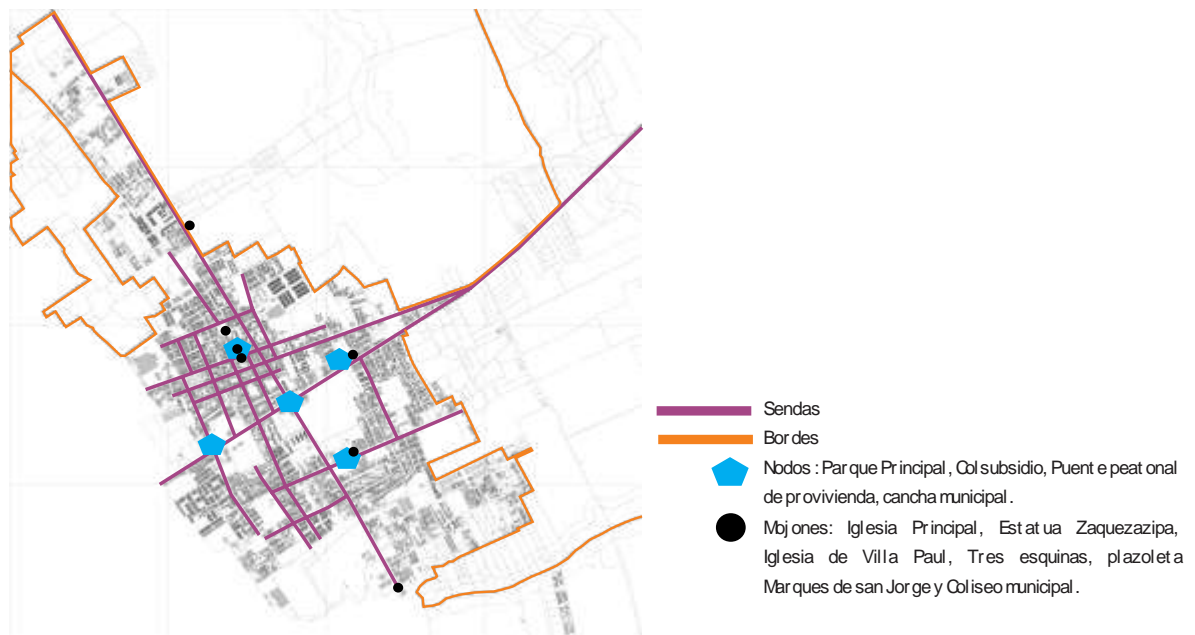 Sendas
Bordes
Nodos: Parque Principal, Colsubsidio, Puente peatonal
de provivienda, cancha municipal.
Mojones: Iglesia Principal, Estatua Zaquezazipa,
Iglesia de Villa Paul, Tres esquinas, plazoleta
Marques de san Jorge y Coliseo municipal.